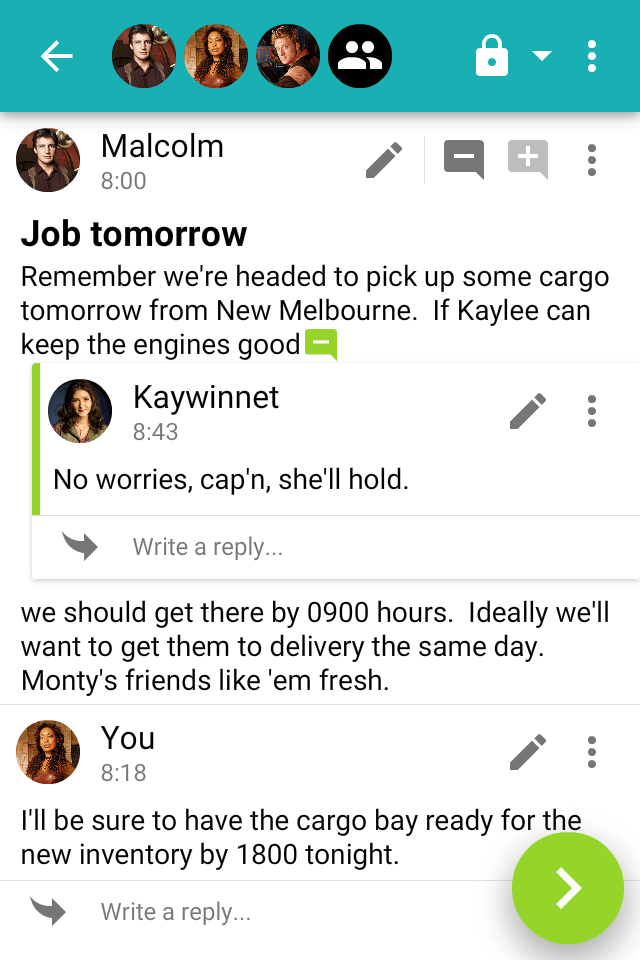 Malcolm
8:00
Job tomorrow
Remember we're headed to pick up some cargo
tomorrow from New Melbourne.  If Kaylee can
keep the engines good
Kaywinnet
8:43
No worries, cap'n, she'll hold.
Write a reply...
we should get there by 0900 hours.  Ideally we'll
want to get them to delivery the same day.
Monty's friends like 'em fresh.
You
8:18
I'll be sure to have the cargo bay ready for the
new inventory by 1800 tonight.
Write a reply...